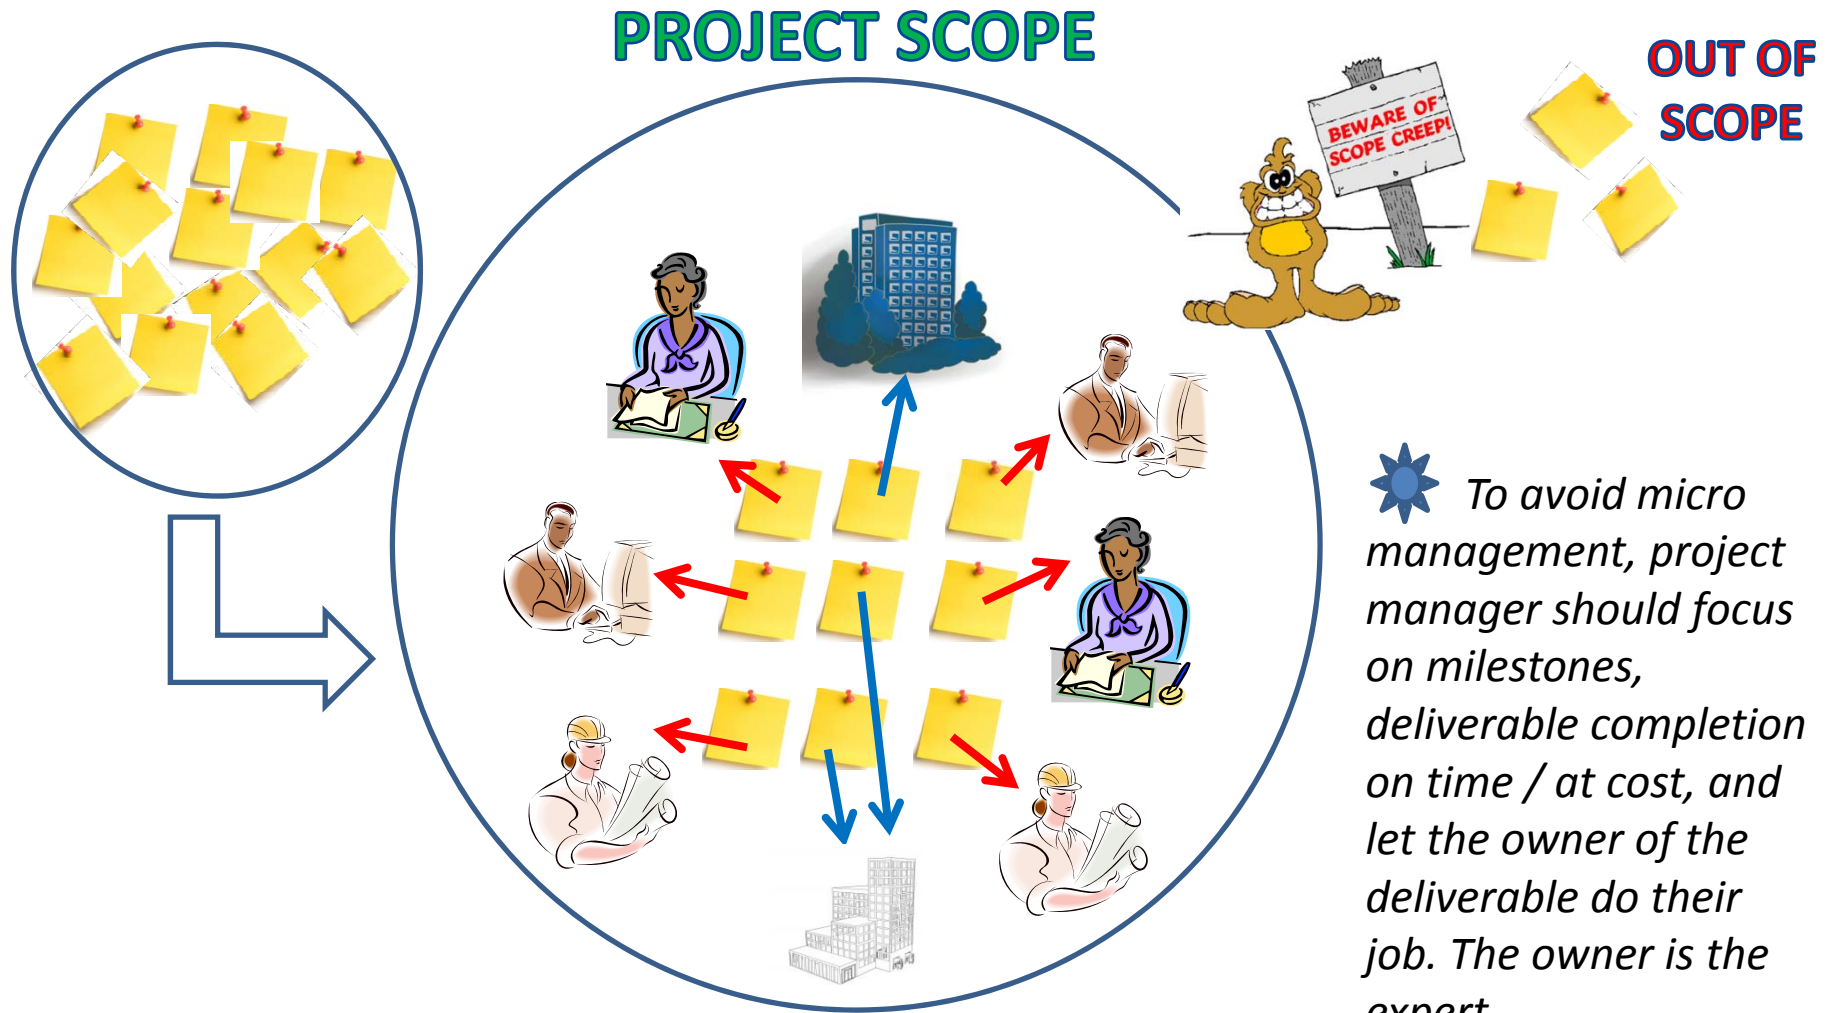 PROJECT SCOPE
OUT OF
SCOPE
BEWARE OF
SCOPE CREEP!
To avoid micro
management, project
manager should focus
on milestones,
deliverable completion
on time / at cost, and
let the owner of the
deliverable do their
job. The owner is the
expert